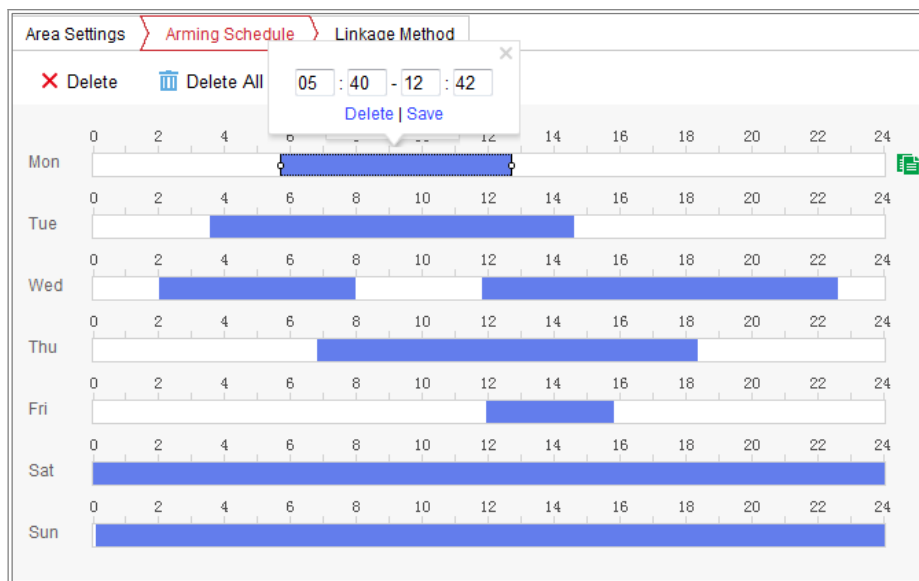 Area Settings Arming Schedule Linkage Method
Delete Delete All
05 : 40 - 12 : 42
Delete | Save
0 2 4 6 8 10 12 14 16 18 20 22 24
Mon
0 2 4 6 8 10 12 14 16 18 20 22 24
Tue
0 2 4 6 8 10 12 14 16 18 20 22 24
Wed
0 2 4 6 8 10 12 14 16 18 20 22 24
Thu
0 2 4 6 8 10 12 14 16 18 20 22 24
Fri
0 2 4 6 8 10 12 14 16 18 20 22 24
Sat
0 2 4 6 8 10 12 14 16 18 20 22 24
Sun